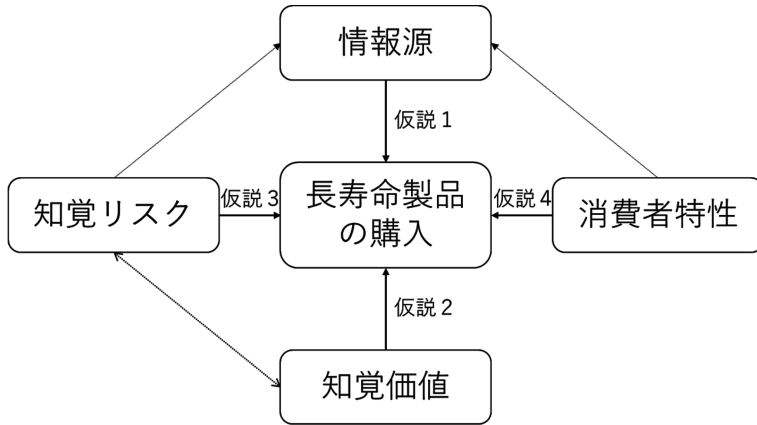 情報源
仮説１
知覚リスク
仮説３
長寿命製品
の購入
仮説４
消費者特性
仮説２
知覚価値